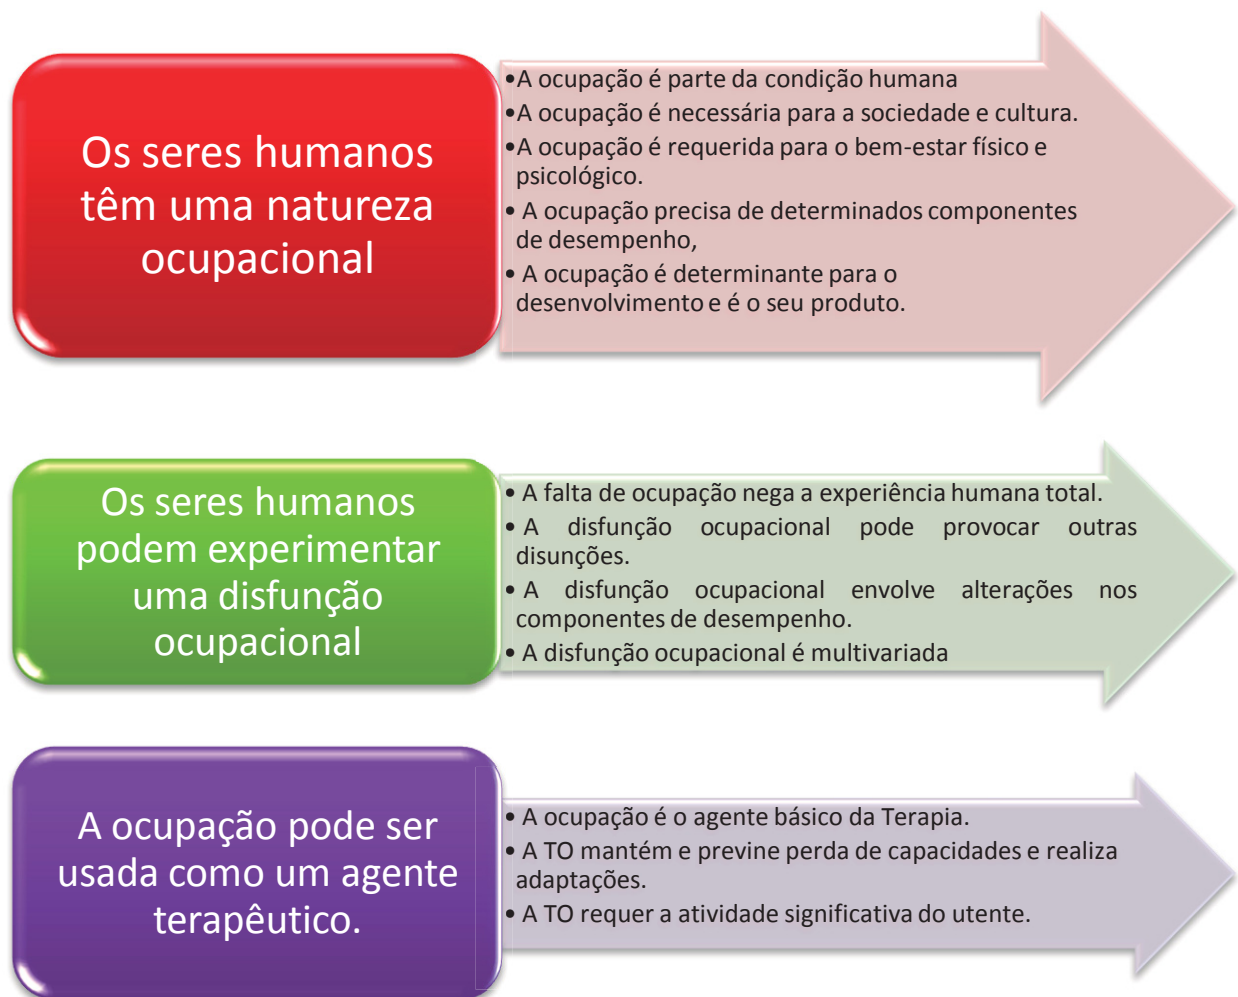 Os seres humanos
têm uma natureza
ocupacional
•A ocupação é parte da condição humana
•A ocupação é necessária para a sociedade e cultura.
•A ocupação é requerida para o bem-estar físico e
psicológico.
• A ocupação precisa de determinados componentes
de desempenho,
• A ocupação é determinante para o
desenvolvimento e é o seu produto.
Os seres humanos
podem experimentar
uma disfunção
ocupacional
• A falta de ocupação nega a experiência humana total.
• A disfunção ocupacional pode provocar outras
disunções.
• A disfunção ocupacional envolve alterações nos
componentes de desempenho.
• A disfunção ocupacional é multivariada
A ocupação pode ser
usada como um agente
terapêutico.
• A ocupação é o agente básico da Terapia.
• A TO mantém e previne perda de capacidades e realiza
adaptações.
• A TO requer a atividade significativa do utente.